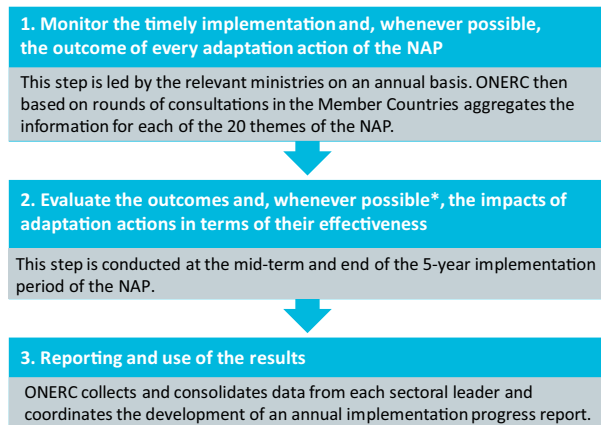 1. Monitor the timely implementation and, whenever possible,
the outcome of every adaptation action of the NAP
This step is led by the relevant ministries on an annual basis. ONERC then
based on rounds of consultations in the Member Countries aggregates the
information for each of the 20 themes of the NAP.
2. Evaluate the outcomes and, whenever possible*, the impacts of
adaptation actions in terms of their effectiveness
This step is conducted at the mid-term and end of the 5-year implementation
period of the NAP.
3. Reporting and use of the results
ONERC collects and consolidates data from each sectoral leader and
coordinates the development of an annual implementation progress report.